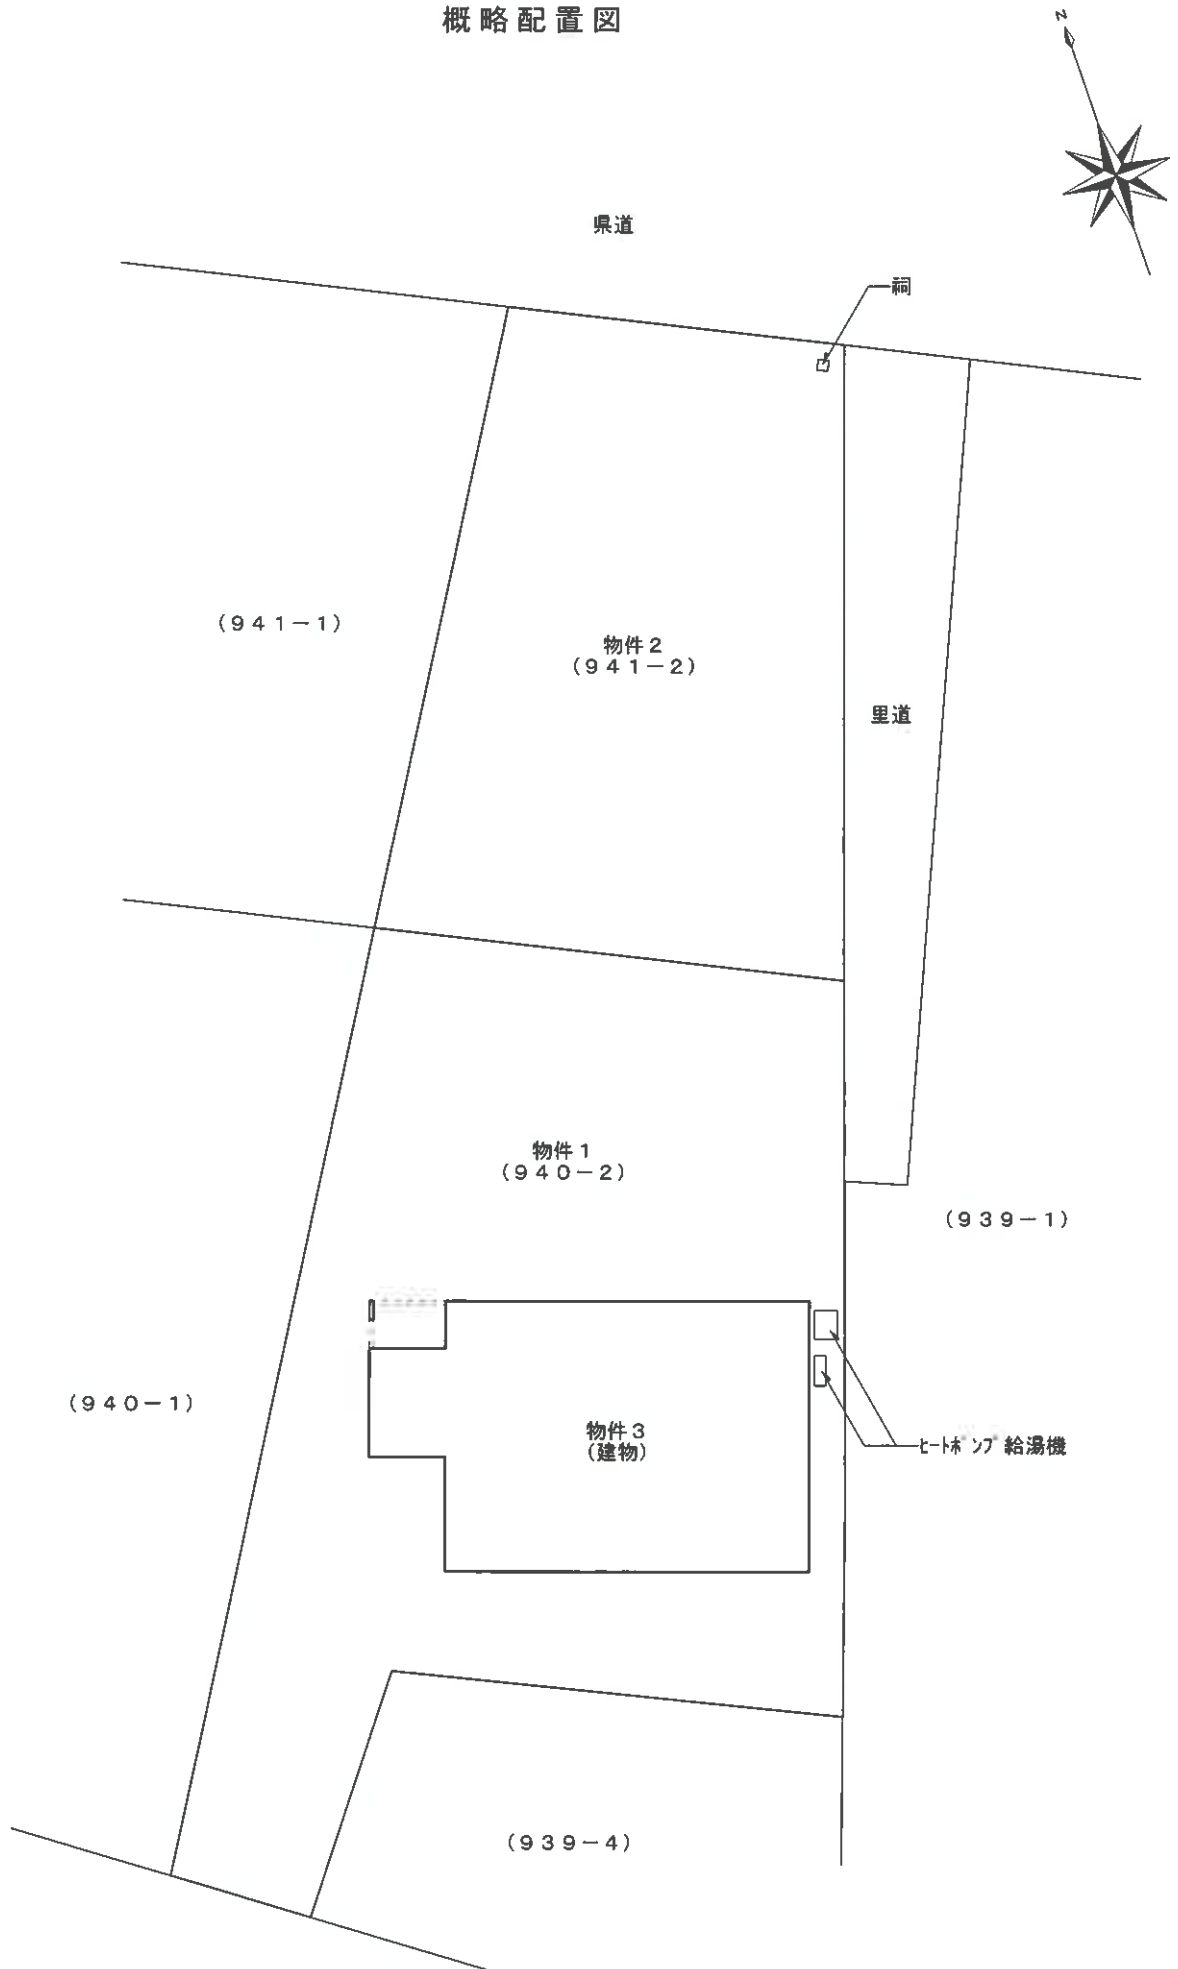 概略配置図
N
県道
祠
(941-1)
物件2
(941-2)
里道
物件1
(940-2)
(939-1)
(940-1)
物件3
(建物)
ﾋｰﾄﾎﾟﾝﾌﾟ給湯機
(939-4)